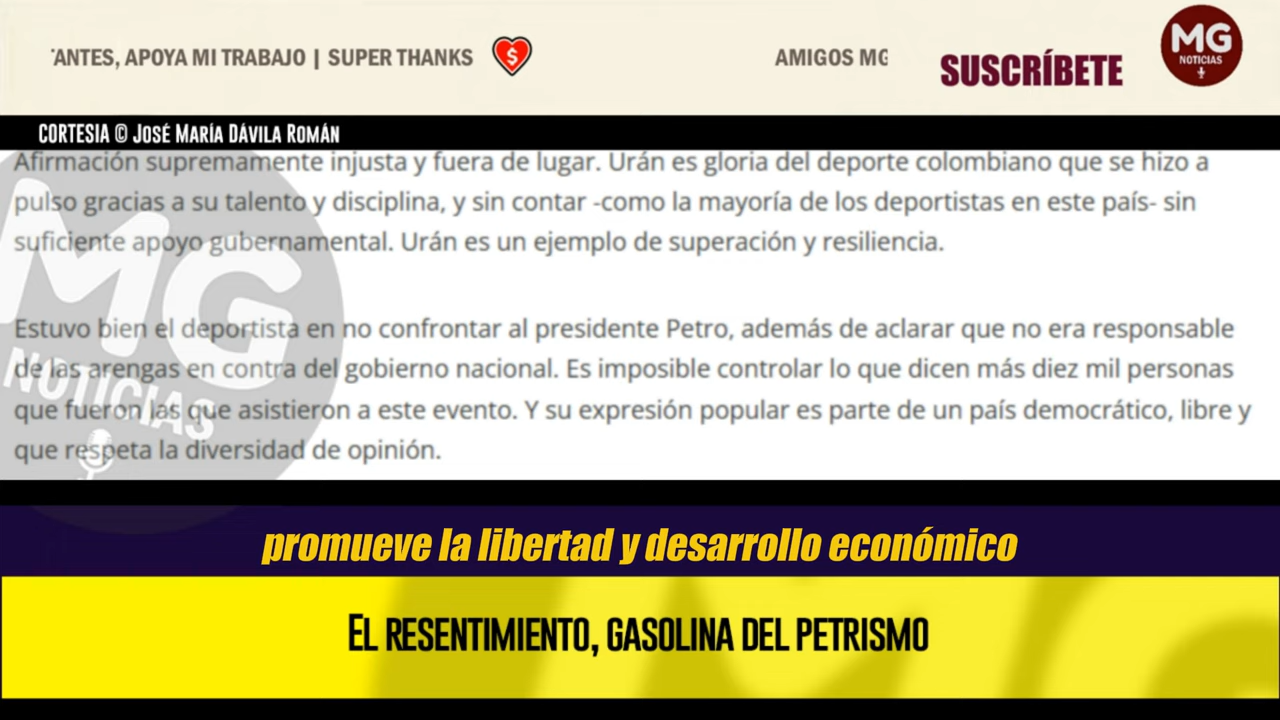 TANTES, APOYA MI TRABAJO | SUPER THANKS
AMIGOS MG
SUSCRÍBETE
MG
NOTICIAS
CORTESIA © JOSÉ MARÍA DÁVILA ROMÁN
Afirmación supremamente injusta y fuera de lugar. Urán es gloria del deporte colombiano que se hizo a
pulso gracias a su talento y disciplina, y sin contar -como la mayoría de los deportistas en este país- sin
suficiente apoyo gubernamental. Urán es un ejemplo de superación y resiliencia.
Estuvo bien el deportista en no confrontar al presidente Petro, además de aclarar que no era responsable
de las arengas en contra del gobierno nacional. Es imposible controlar lo que dicen más diez mil personas
que fueron las que asistieron a este evento. Y su expresión popular es parte de un país democrático, libre y
que respeta la diversidad de opinión.
MG
NOTICIAS
promueve la libertad y desarrollo económico
EL RESENTIMIENTO, GASOLINA DEL PETRISMO